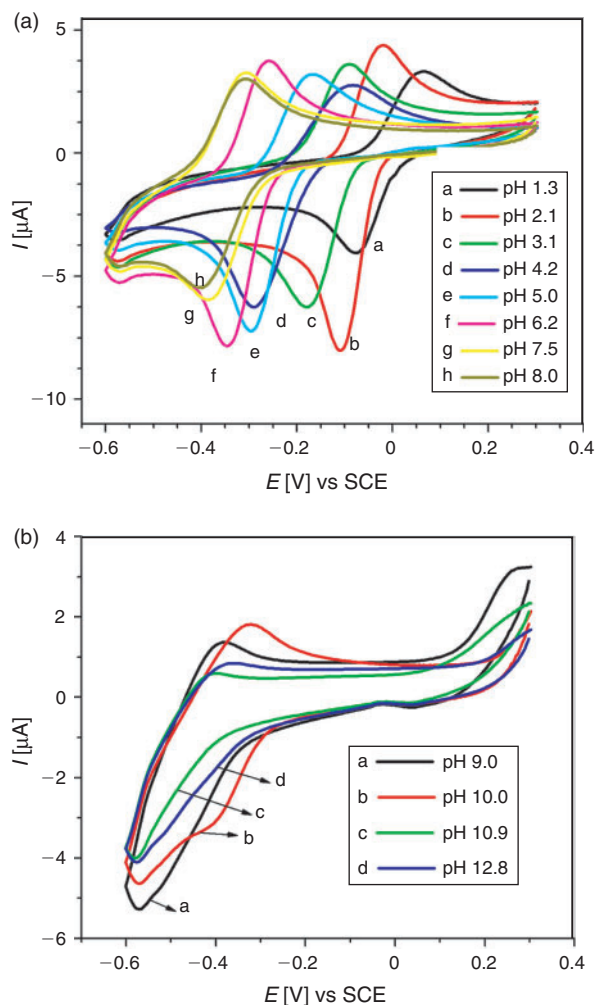 (a)
5
0
−5
−10
I [μA]
a
b
c
d
e
f
g
h
a pH 1.3
b pH 2.1
c pH 3.1
d pH 4.2
e pH 5.0
f pH 6.2
g pH 7.5
h pH 8.0
−0.6 −0.4 −0.2 0 0.2 0.4
E [V] vs SCE
(b)
4
2
0
−2
−4
−6
I [μA]
d
c
b
a
a pH 9.0
b pH 10.0
c pH 10.9
d pH 12.8
−0.6 −0.4 −0.2 0 0.2 0.4
E [V] vs SCE